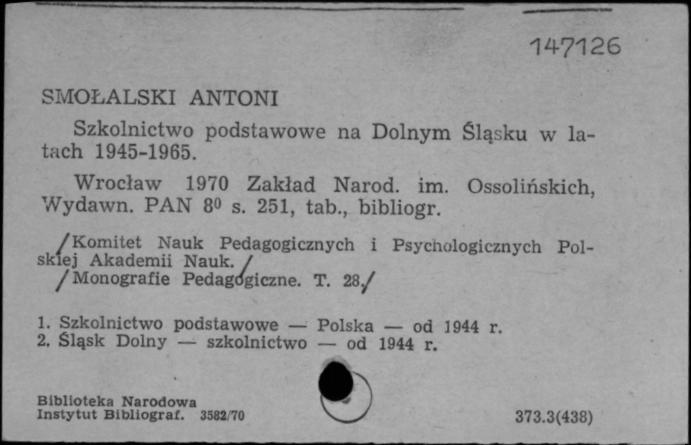 147126
SMOŁALSKI ANTONI
Szkolnictwo podstawowe na Dolnym Śląsku w la-
tach 1945-1965.
Wrocław 1970 Zakład Narod. im. Ossolińskich,
Wydawn. PAN 8⁰ s. 251, tab., bibliogr.
/Komitet Nauk Pedagogicznych i Psychologicznych Pol-
skiej Akademii Nauk./
/Monografie Pedagogiczne. T. 28./
1. Szkolnictwo podstawowe — Polska — od 1944 r.
2. Śląsk Dolny — szkolnictwo — od 1944 r.
Biblioteka Narodowa
Instytut Bibliograf. 3582/70
373.3(438)